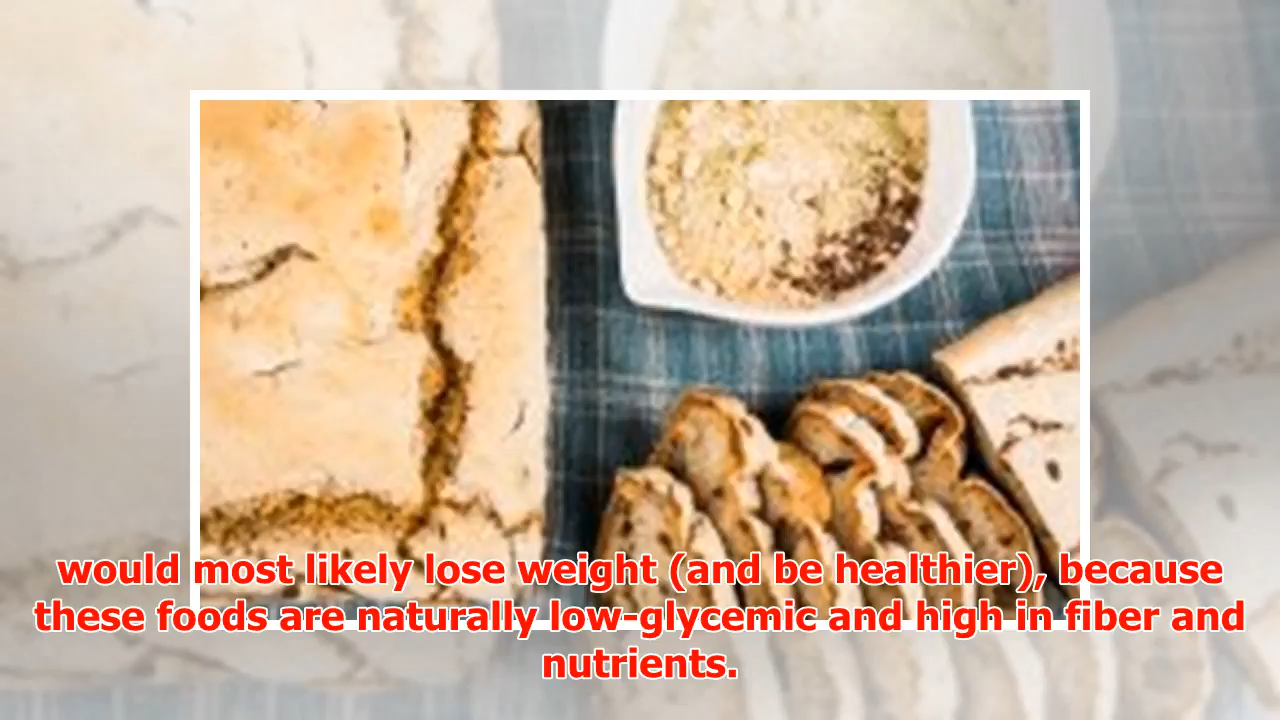 would most likely lose weight (and be healthier), because
these foods are naturally low-glycemic and high in fiber and
nutrients.